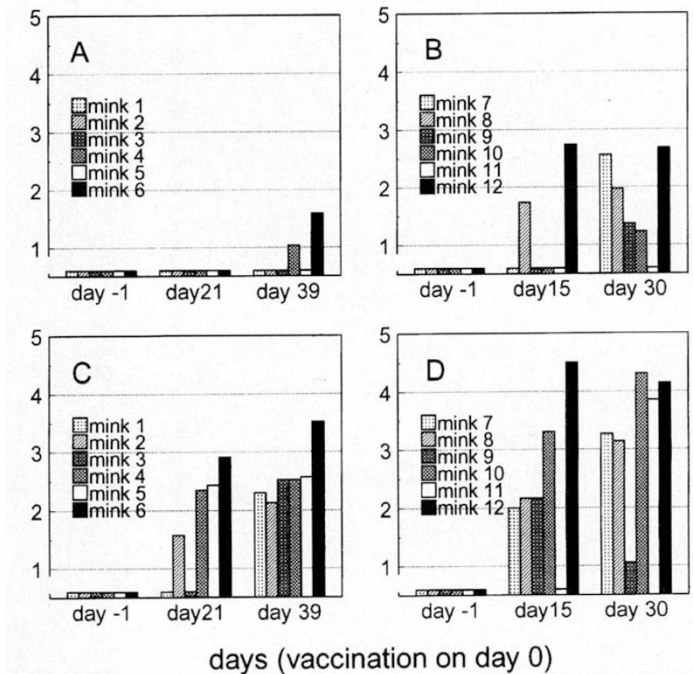 5
4
3
2
1
A
mink 1
mink 2
mink 3
mink 4
mink 5
mink 6
day -1 day21 day 39
5
4
3
2
1
B
mink 7
mink 8
mink 9
mink 10
mink 11
mink 12
day -1 day15 day 30
5
4
3
2
1
C
mink 1
mink 2
mink 3
mink 4
mink 5
mink 6
day -1 day21 day 39
5
4
3
2
1
D
mink 7
mink 8
mink 9
mink 10
mink 11
mink 12
day -1 day15 day 30
days (vaccination on day 0)